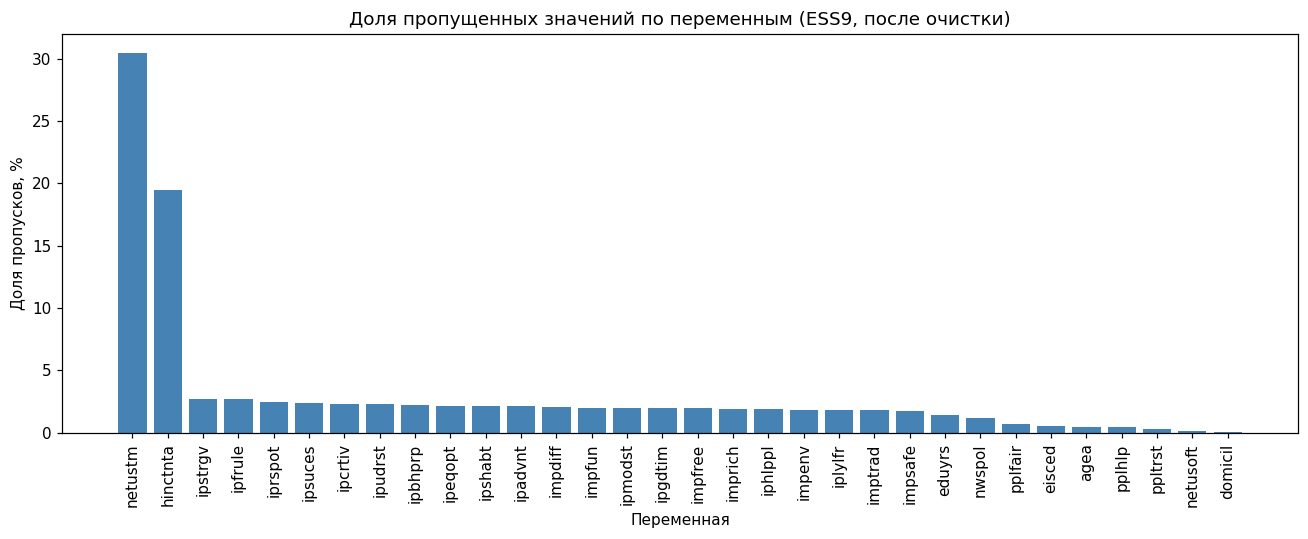 Доля пропущенных значений по переменным (ESS9, после очистки)
Доля пропусков, %
30
25
20
15
10
5
0
netustm
hinctnta
ipstrgv
ipfrule
iprspot
ipsuces
ipcrtiv
ipudrst
ipbhprp
ipeqopt
ipshabt
ipadvnt
impdiff
impfun
ipmodst
ipgdtim
impfree
imprich
iphlppl
impenv
iplylfr
imptrad
impsafe
eduyrs
nwspol
pplfair
eisced
agea
pplhlp
ppltrst
netusoft
domicil
Переменная